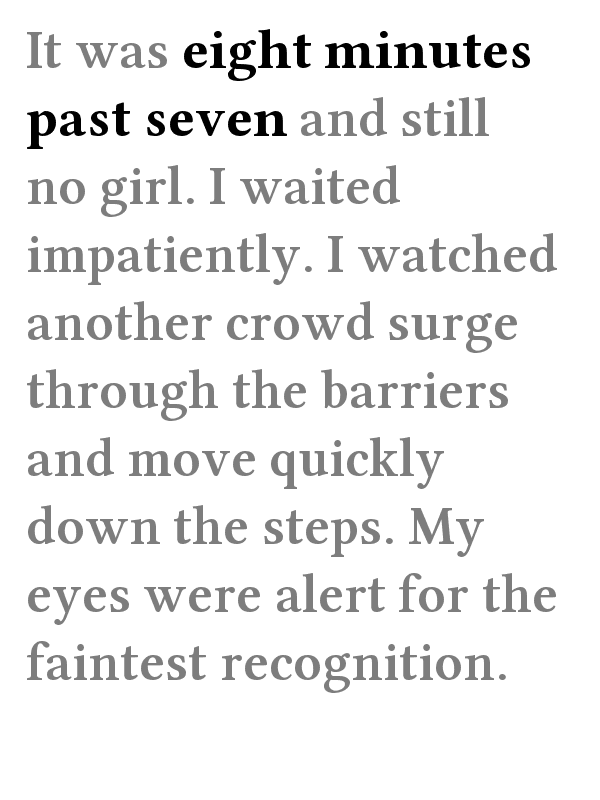 It was eight minutes
past seven and still
no girl. I waited
impatiently. I watched
another crowd surge
through the barriers
and move quickly
down the steps. My
eyes were alert for the
faintest recognition.